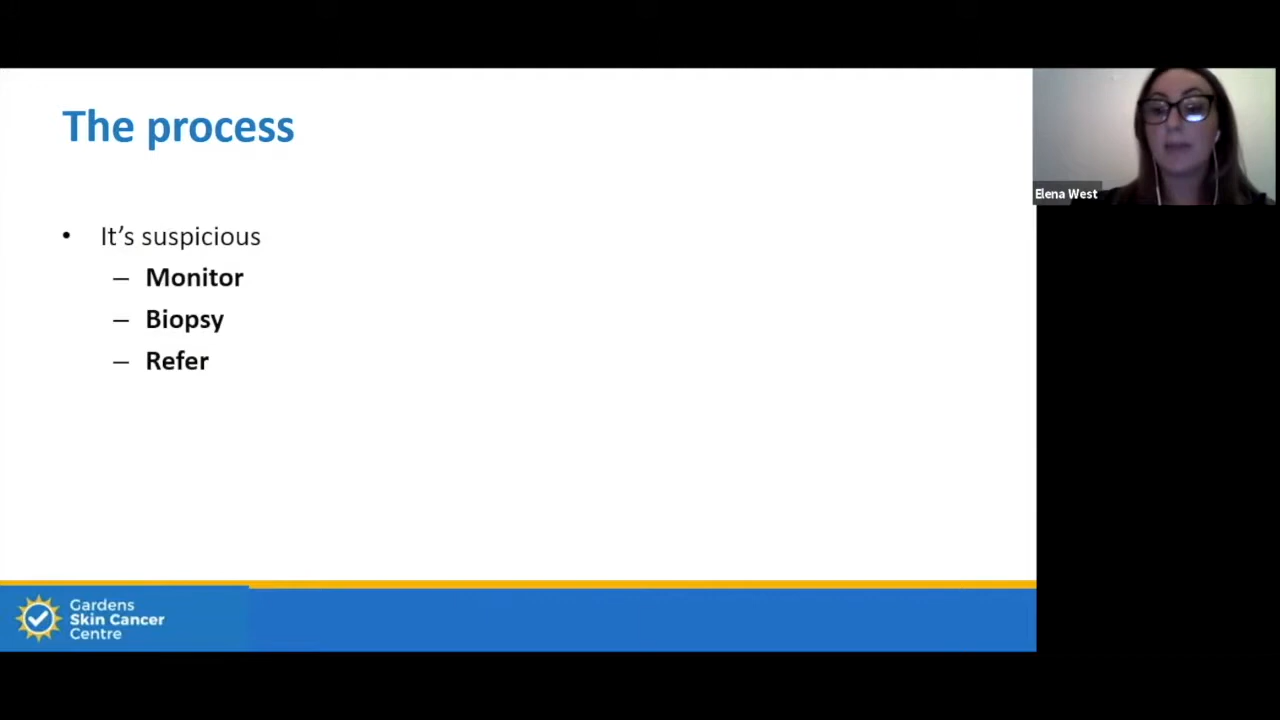 The process
• It's suspicious
– Monitor
– Biopsy
– Refer
Elena West
Gardens
Skin Cancer
Centre